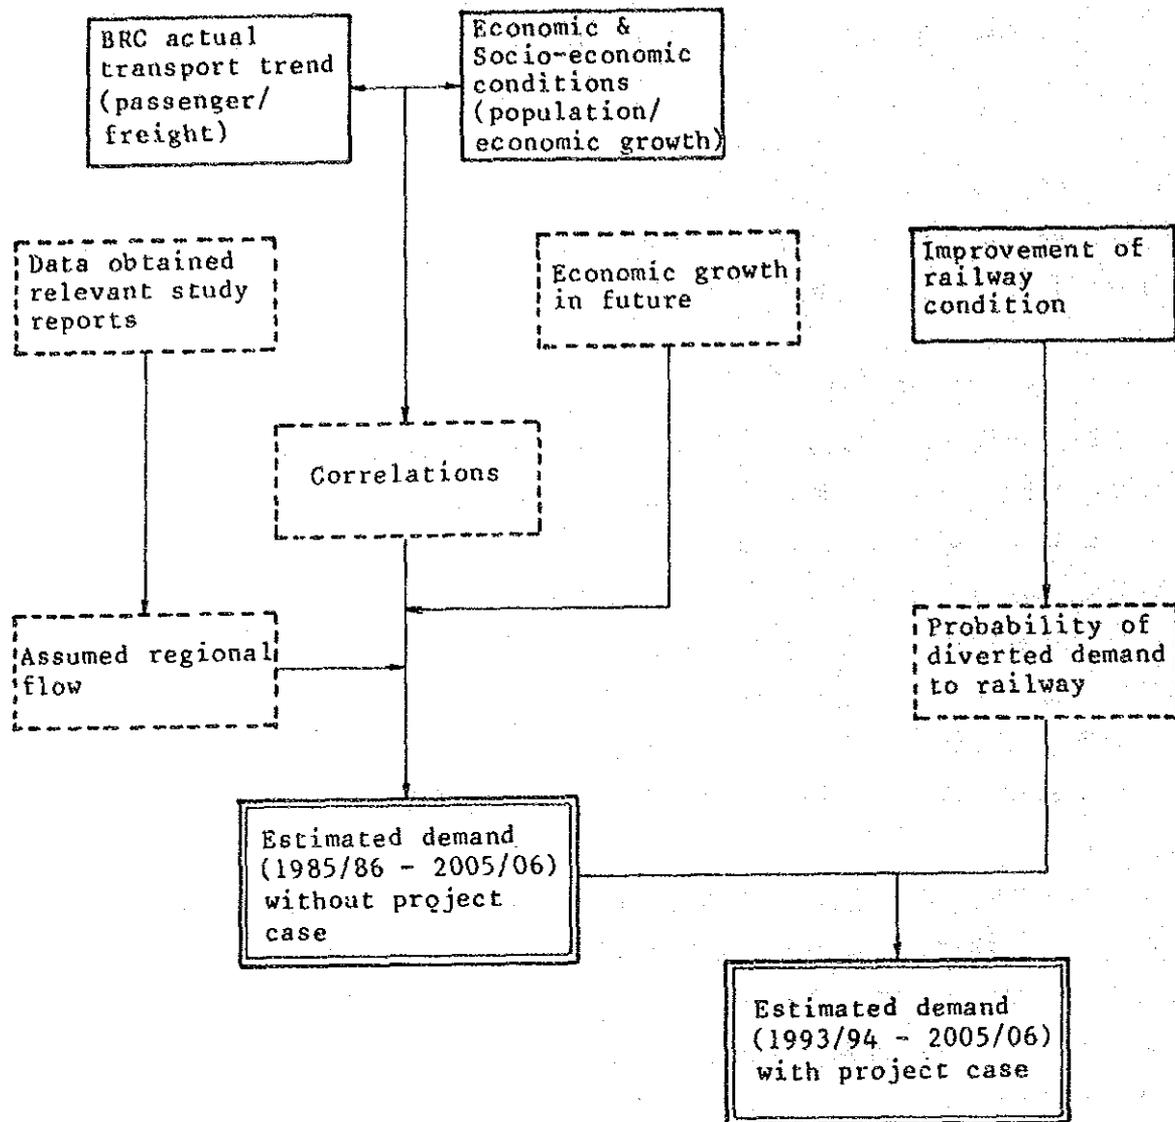 BRC actual
transport trend
(passenger/
freight)
Economic &
Socio-economic
conditions
(population/
economic growth)
Data obtained
relevant study
reports
Economic growth
in future
Improvement of
railway
condition
Correlations
Assumed regional
flow
Probability of
diverted demand
to railway
Estimated demand
(1985/86 - 2005/06)
without project
case
Estimated demand
(1993/94 - 2005/06)
with project case